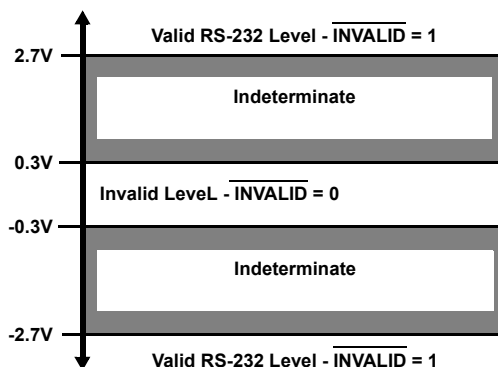 Valid RS-232 Level - INVALID = 1
2.7V
Indeterminate
0.3V
Invalid LeveL - INVALID = 0
-0.3V
Indeterminate
-2.7V
Valid RS-232 Level - INVALID = 1